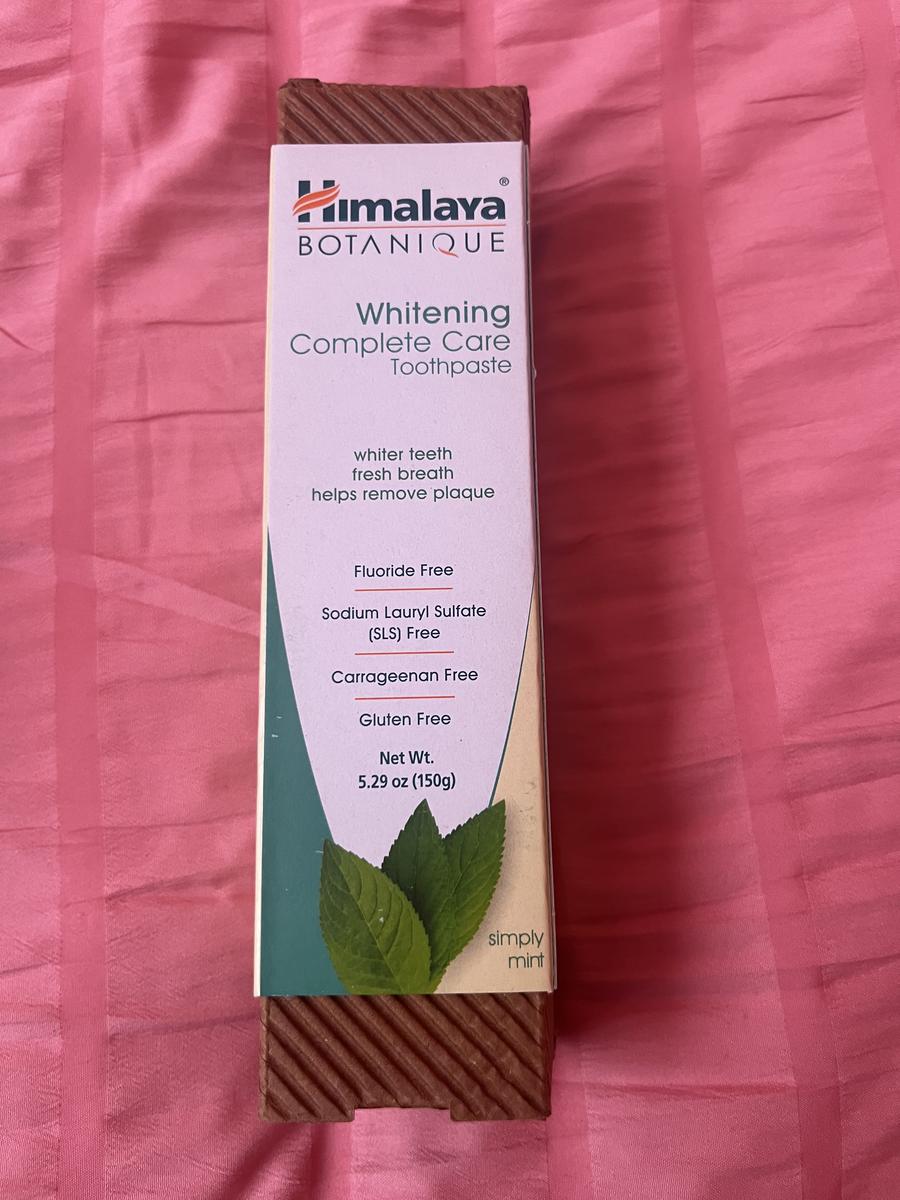 Himalaya®
BOTANIQUE
Whitening
Complete Care
Toothpaste
whiter teeth
fresh breath
helps remove plaque
Fluoride Free
Sodium Lauryl Sulfate
(SLS) Free
Carrageenan Free
Gluten Free
Net Wt.
5.29 oz (150g)
simply
mint